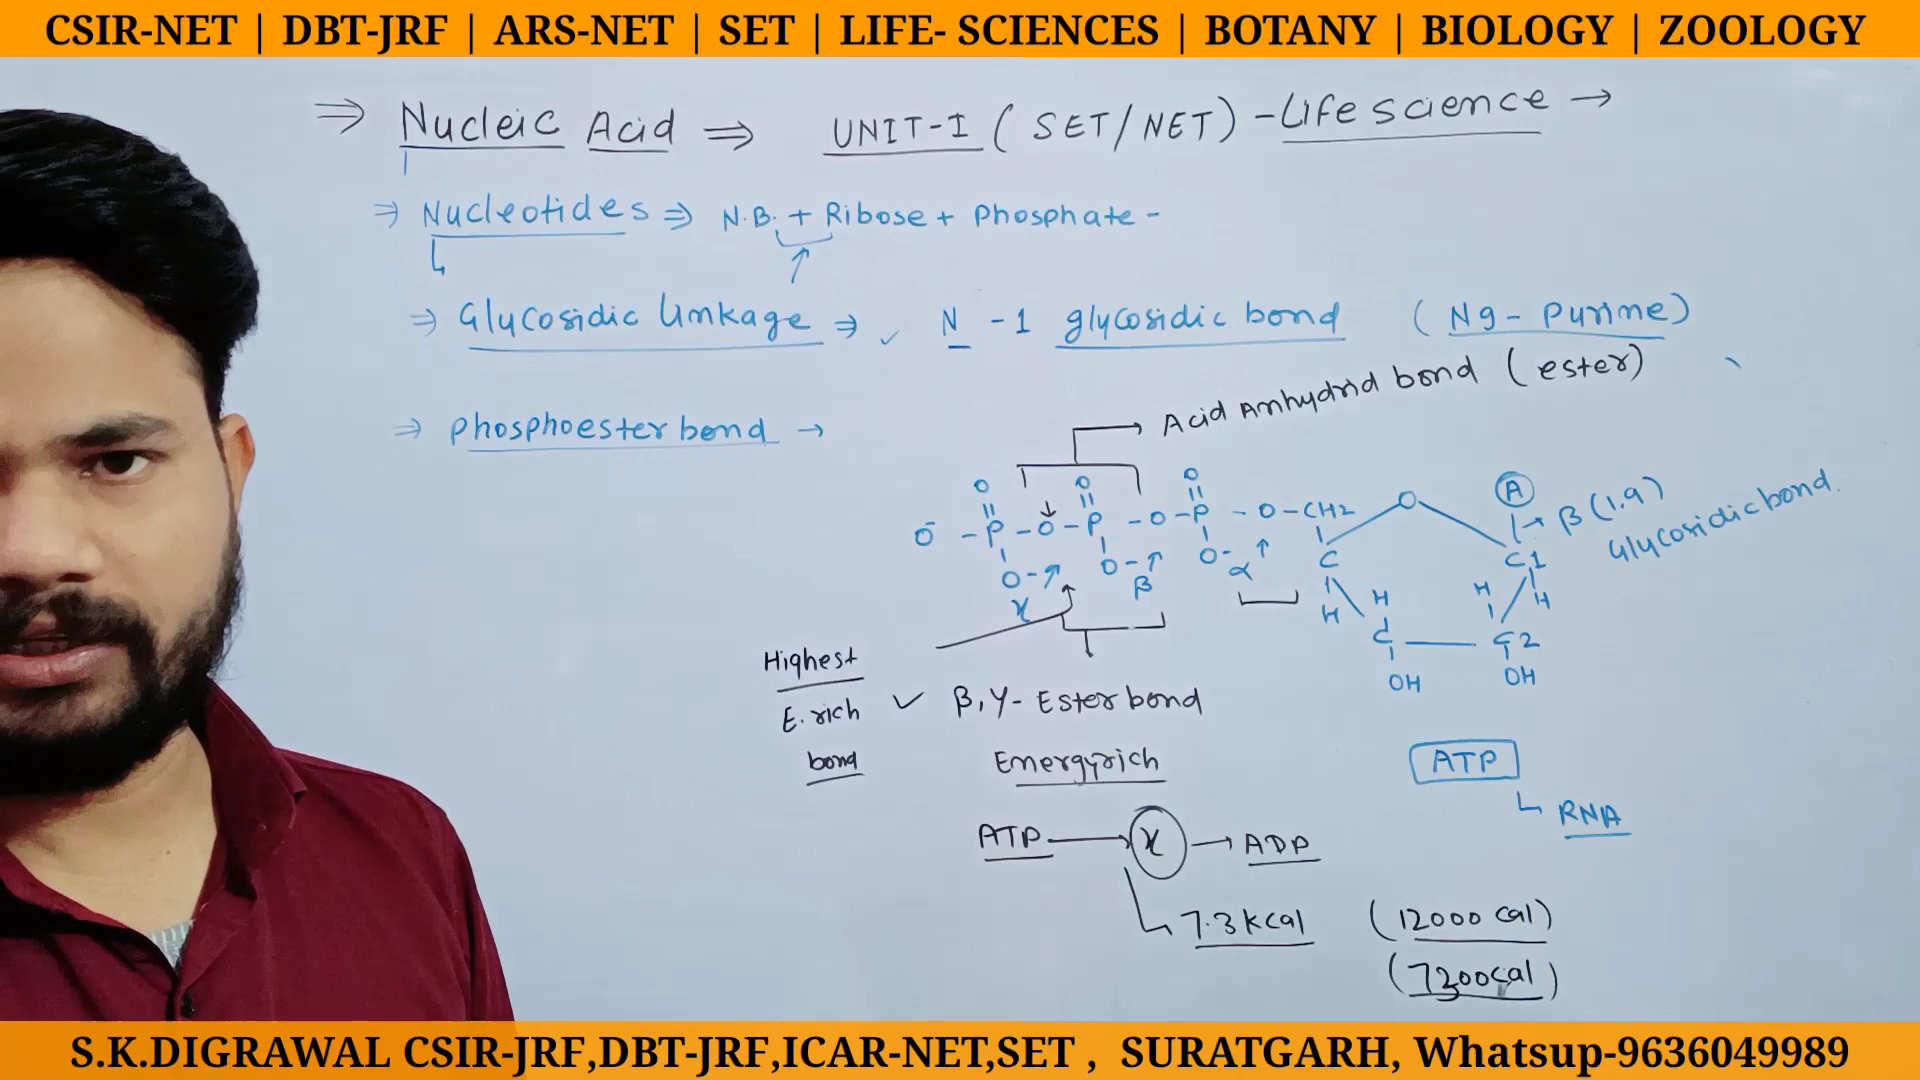 CSIR-NET | DBT-JRF | ARS-NET | SET | LIFE- SCIENCES | BOTANY | BIOLOGY | ZOOLOGY
⇒ Nucleic Acid ⇒ UNIT-I ( SET/NET) - Life science →
⇒ Nucleotides ⇒ N.B. + Ribose + Phosphate -
⇒ Glycosidic Linkage ⇒ ✓ N -1 glycosidic bond ( N9 - Purine)
Acid Anhydrid bond (ester)
⇒ Phosphoester bond →
O O O A β (1,9)
Glycosidic bond.
O⁻ - P - O - P - O - P - O - CH2 O
O- O- O- C C1
γ β α
H H H H
C C2
OH OH
Highest
E. rich ✓ β,γ- Ester bond
bond Energyrich
ATP
RNA
ATP → γ → ADP
7.3 kcal (12000 cal)
(7300cal)
S.K.DIGRAWAL CSIR-JRF,DBT-JRF,ICAR-NET,SET , SURATGARH, Whatsup-9636049989